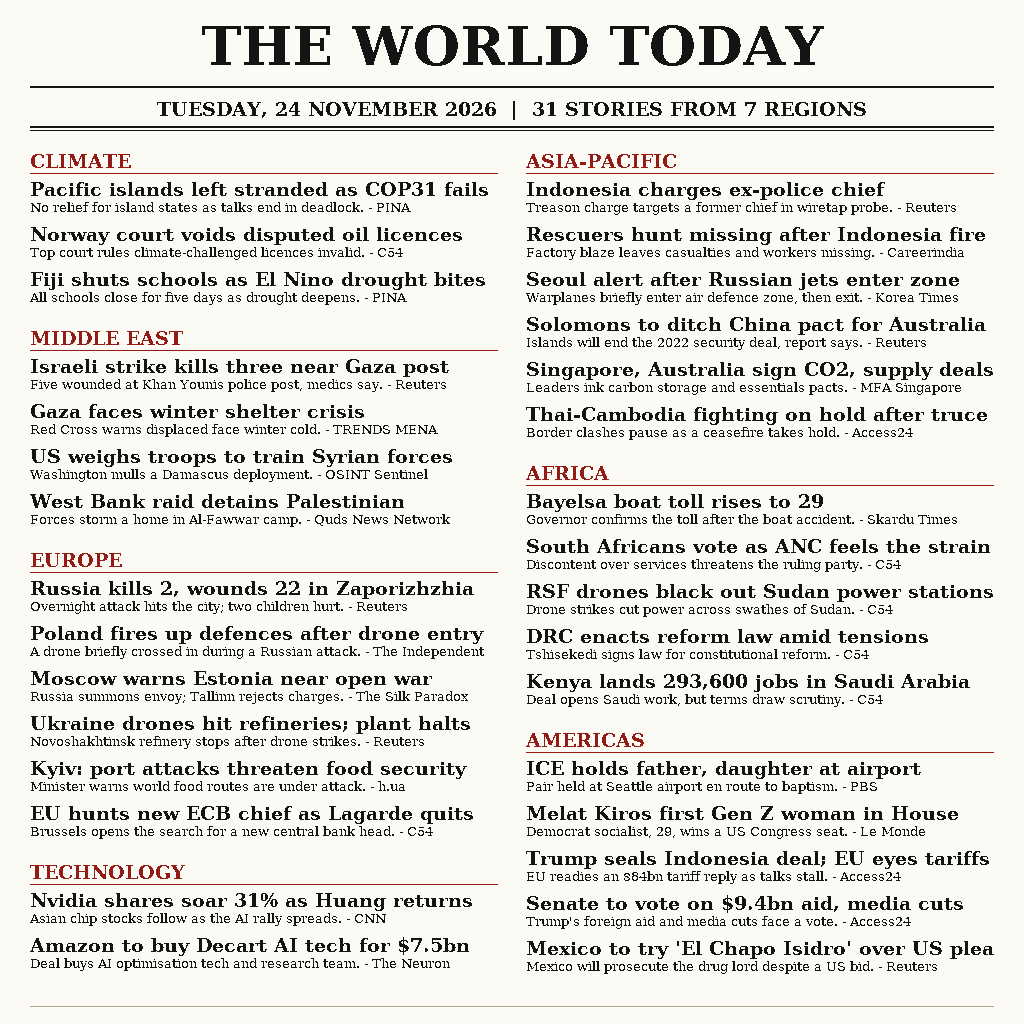 THE WORLD TODAY
TUESDAY, 24 NOVEMBER 2026 | 31 STORIES FROM 7 REGIONS
CLIMATE
Pacific islands left stranded as COP31 fails
No relief for island states as talks end in deadlock. - PINA
Norway court voids disputed oil licences
Top court rules climate-challenged licences invalid. - C54
Fiji shuts schools as El Nino drought bites
All schools close for five days as drought deepens. - PINA
MIDDLE EAST
Israeli strike kills three near Gaza post
Five wounded at Khan Younis police post, medics say. - Reuters
Gaza faces winter shelter crisis
Red Cross warns displaced face winter cold. - TRENDS MENA
US weighs troops to train Syrian forces
Washington mulls a Damascus deployment. - OSINT Sentinel
West Bank raid detains Palestinian
Forces storm a home in Al-Fawwar camp. - Quds News Network
EUROPE
Russia kills 2, wounds 22 in Zaporizhzhia
Overnight attack hits the city; two children hurt. - Reuters
Poland fires up defences after drone entry
A drone briefly crossed in during a Russian attack. - The Independent
Moscow warns Estonia near open war
Russia summons envoy; Tallinn rejects charges. - The Silk Paradox
Ukraine drones hit refineries; plant halts
Novoshakhtinsk refinery stops after drone strikes. - Reuters
Kyiv: port attacks threaten food security
Minister warns world food routes are under attack. - h.ua
EU hunts new ECB chief as Lagarde quits
Brussels opens the search for a new central bank head. - C54
TECHNOLOGY
Nvidia shares soar 31% as Huang returns
Asian chip stocks follow as the AI rally spreads. - CNN
Amazon to buy Decart AI tech for $7.5bn
Deal buys AI optimisation tech and research team. - The Neuron
ASIA-PACIFIC
Indonesia charges ex-police chief
Treason charge targets a former chief in wiretap probe. - Reuters
Rescuers hunt missing after Indonesia fire
Factory blaze leaves casualties and workers missing. - Careerindia
Seoul alert after Russian jets enter zone
Warplanes briefly enter air defence zone, then exit. - Korea Times
Solomons to ditch China pact for Australia
Islands will end the 2022 security deal, report says. - Reuters
Singapore, Australia sign CO2, supply deals
Leaders ink carbon storage and essentials pacts. - MFA Singapore
Thai-Cambodia fighting on hold after truce
Border clashes pause as a ceasefire takes hold. - Access24
AFRICA
Bayelsa boat toll rises to 29
Governor confirms the toll after the boat accident. - Skardu Times
South Africans vote as ANC feels the strain
Discontent over services threatens the ruling party. - C54
RSF drones black out Sudan power stations
Drone strikes cut power across swathes of Sudan. - C54
DRC enacts reform law amid tensions
Tshisekedi signs law for constitutional reform. - C54
Kenya lands 293,600 jobs in Saudi Arabia
Deal opens Saudi work, but terms draw scrutiny. - C54
AMERICAS
ICE holds father, daughter at airport
Pair held at Seattle airport en route to baptism. - PBS
Melat Kiros first Gen Z woman in House
Democrat socialist, 29, wins a US Congress seat. - Le Monde
Trump seals Indonesia deal; EU eyes tariffs
EU readies an $84bn tariff reply as talks stall. - Access24
Senate to vote on $9.4bn aid, media cuts
Trump's foreign aid and media cuts face a vote. - Access24
Mexico to try 'El Chapo Isidro' over US plea
Mexico will prosecute the drug lord despite a US bid. - Reuters